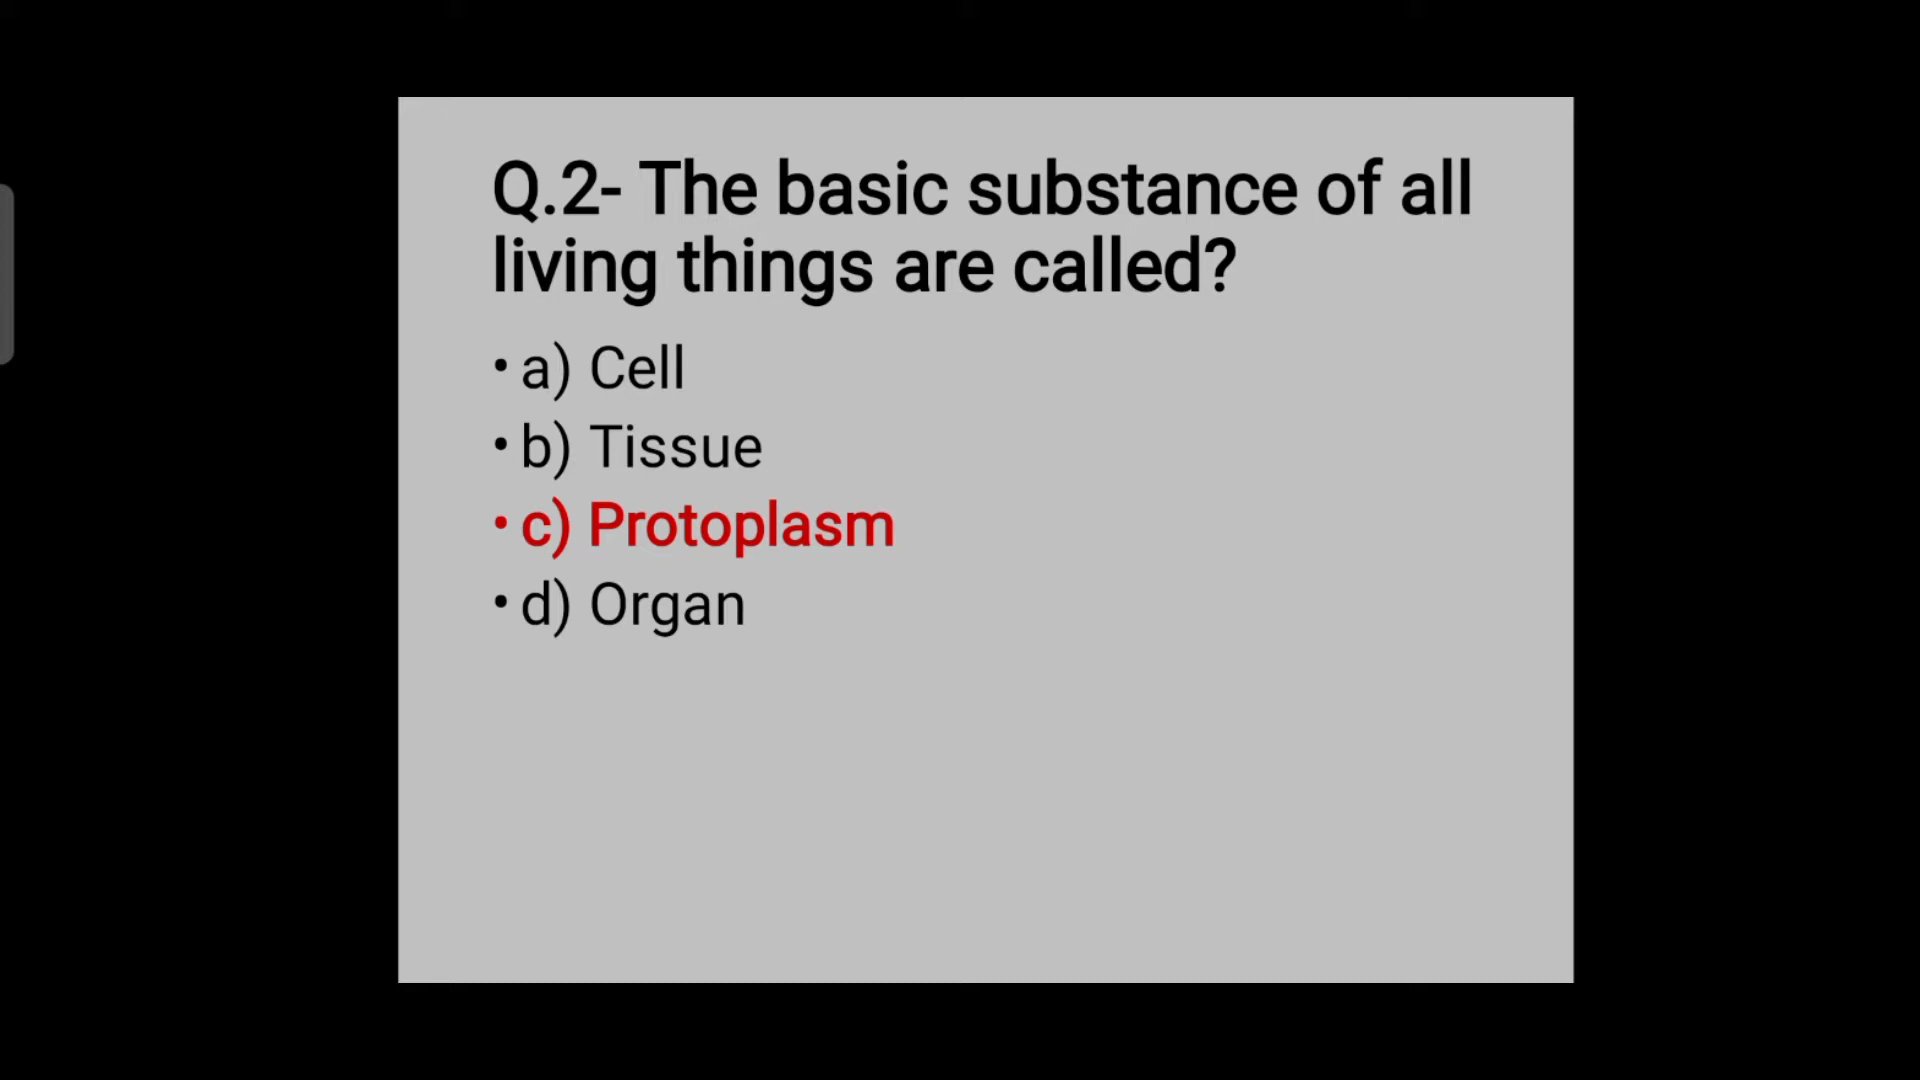 Q.2- The basic substance of all
living things are called?
• a) Cell
• b) Tissue
• c) Protoplasm
• d) Organ